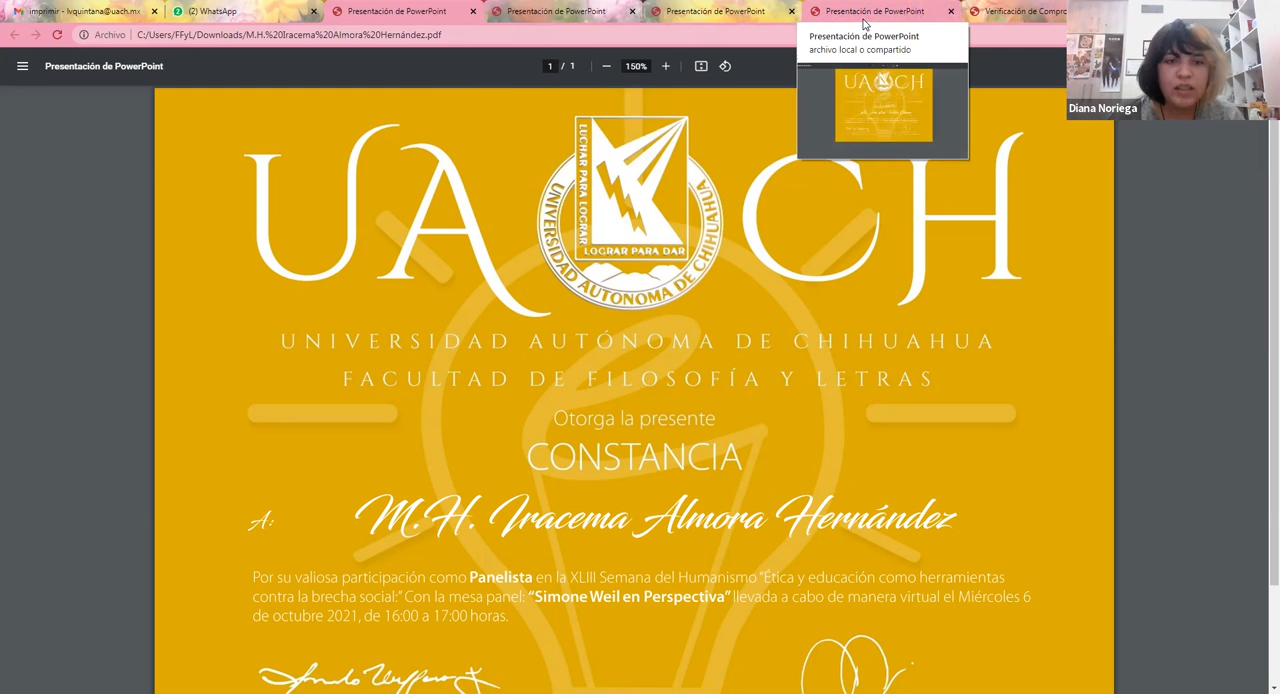 imprimir - lvquintana@uach.mx
(2) WhatsApp
Presentación de PowerPoint
Presentación de PowerPoint
Presentación de PowerPoint
Presentación de PowerPoint
Verificación de Compro
Archivo
C:/Users/FFyL/Downloads/M.H.%20Iracema%20Almora%20Hernández.pdf
Presentación de PowerPoint
archivo local o compartido
Presentación de PowerPoint
1 / 1
150%
Diana Noriega
UACH
LUCHAR PARA LOGRAR
LOGRAR PARA DAR
UNIVERSIDAD AUTONOMA DE CHIHUAHUA
UACH
UNIVERSIDAD AUTÓNOMA DE CHIHUAHUA
FACULTAD DE FILOSOFÍA Y LETRAS
Otorga la presente
CONSTANCIA
A: M.H. Iracema Almora Hernández
Por su valiosa participación como Panelista en la XLIII Semana del Humanismo "Ética y educación como herramientas
contra la brecha social:" Con la mesa panel: "Simone Weil en Perspectiva" llevada a cabo de manera virtual el Miércoles 6
de octubre 2021, de 16:00 a 17:00 horas.